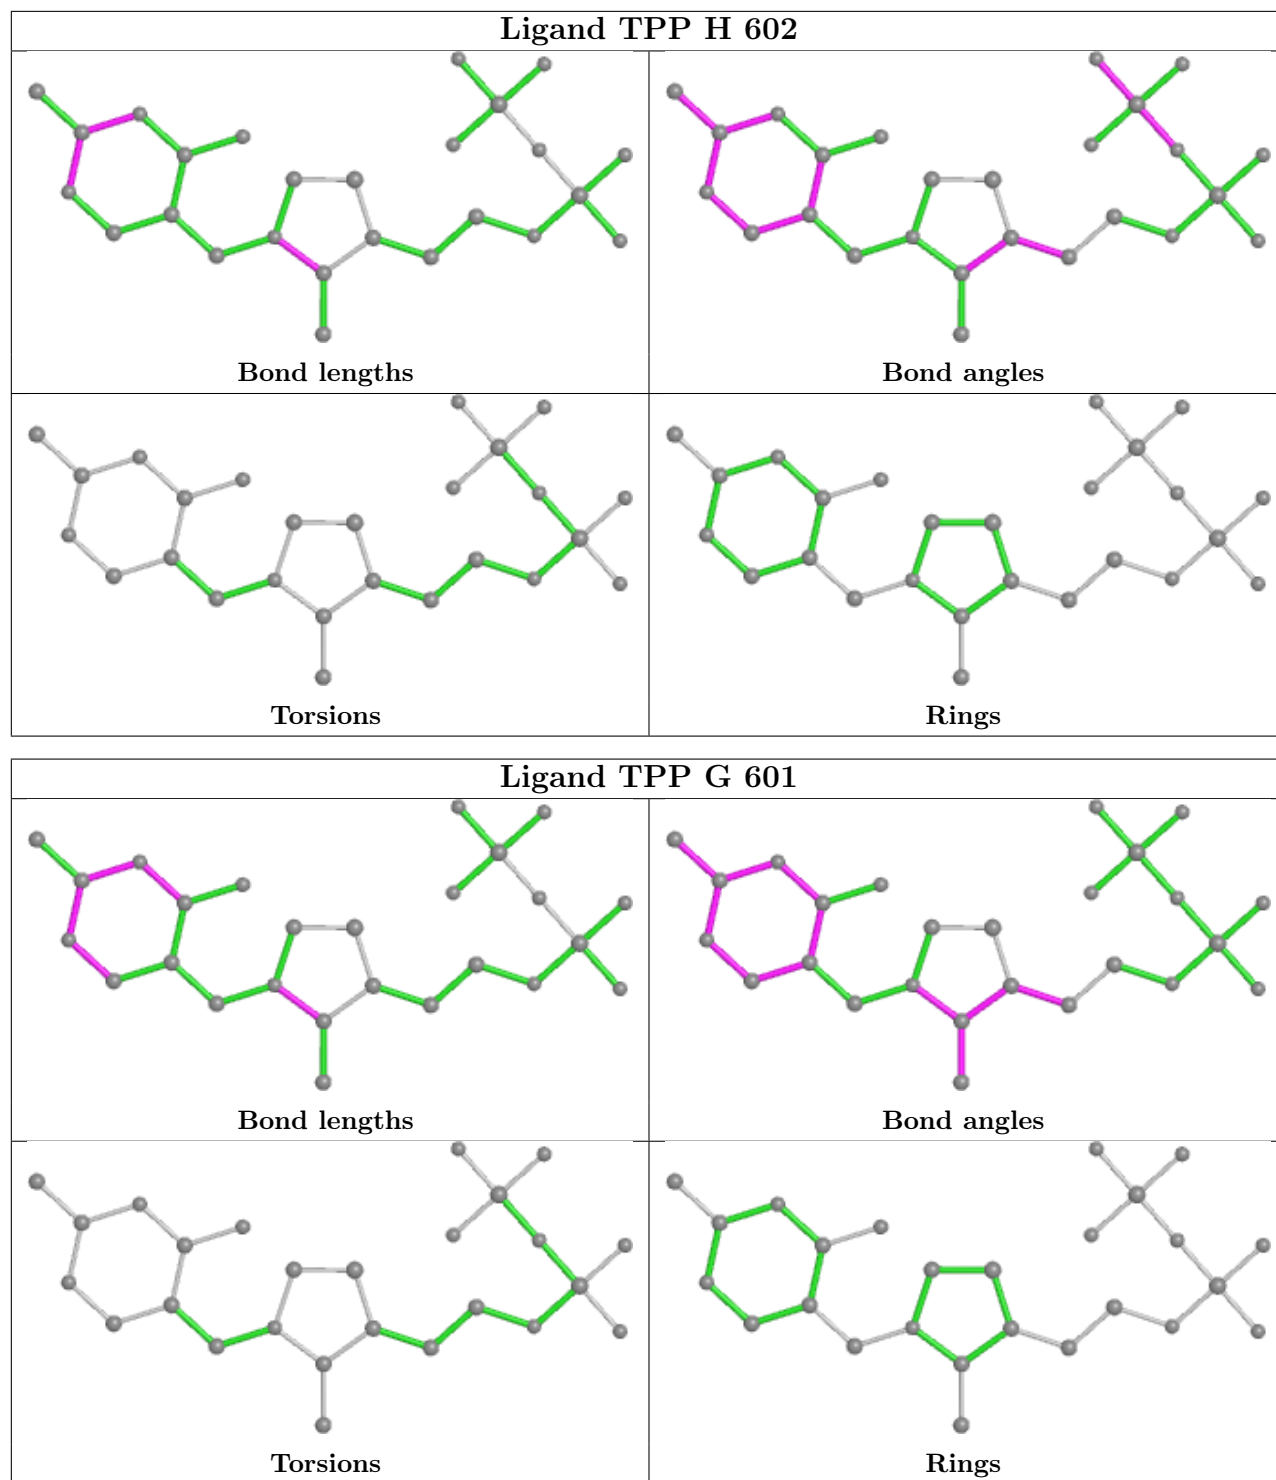 Ligand TPP H 602
Bond lengths
Bond angles
Torsions
Rings
Ligand TPP G 601
Bond lengths
Bond angles
Torsions
Rings